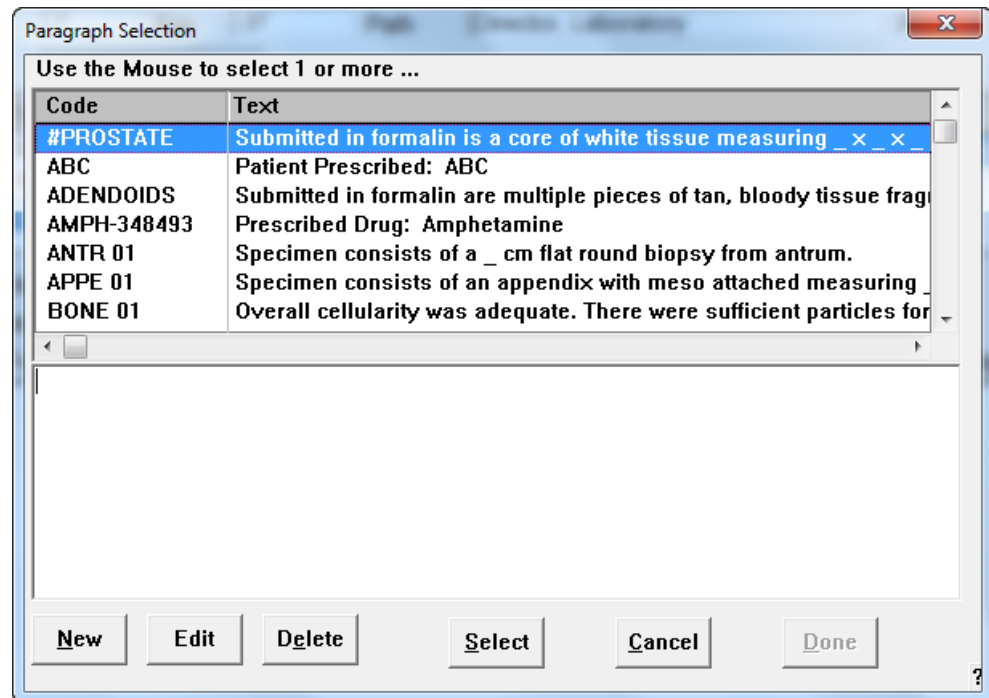 Paragraph Selection
Use the Mouse to select 1 or more ...
Code Text
#PROSTATE Submitted in formalin is a core of white tissue measuring _ x _ x _
ABC Patient Prescribed: ABC
ADENDOIDS Submitted in formalin are multiple pieces of tan, bloody tissue frag
AMPH-348493 Prescribed Drug: Amphetamine
ANTR 01 Specimen consists of a _ cm flat round biopsy from antrum.
APPE 01 Specimen consists of an appendix with meso attached measuring _
BONE 01 Overall cellularity was adequate. There were sufficient particles for
New Edit Delete Select Cancel Done
?